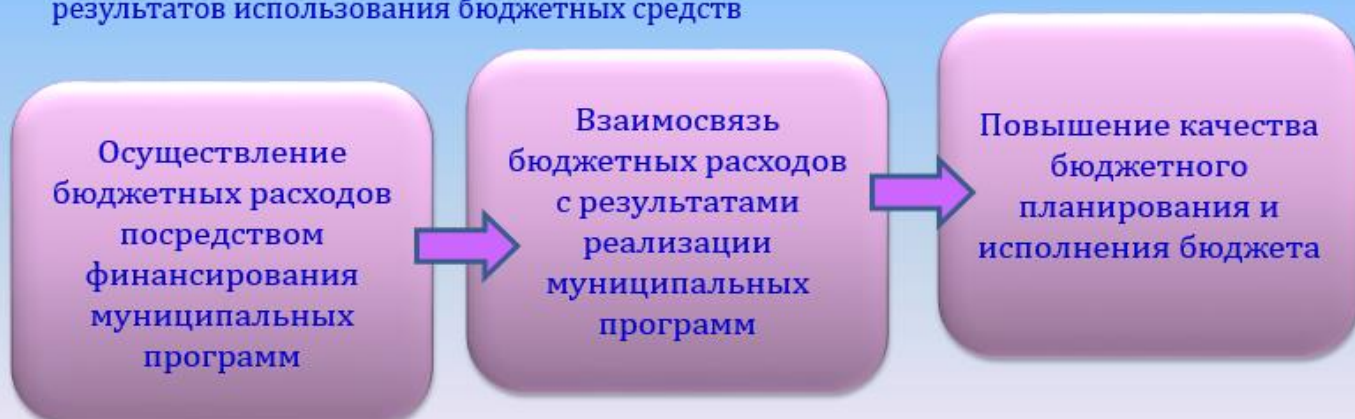 результатов использования бюджетных средств
Осуществление
бюджетных расходов
посредством
финансирования
муниципальных
программ
Взаимосвязь
бюджетных расходов
с результатами
реализации
муниципальных
программ
Повышение качества
бюджетного
планирования и
исполнения бюджета